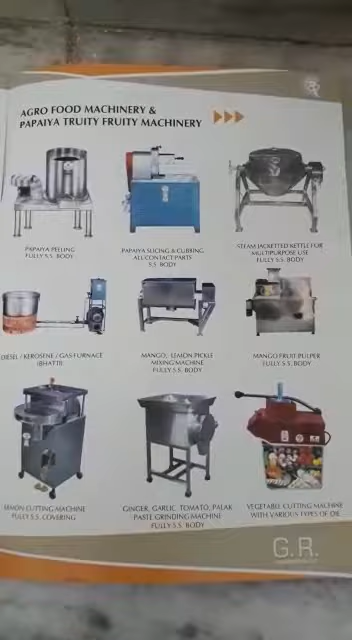 AGRO FOOD MACHINERY &
PAPAIYA TRUITY FRUITY MACHINERY
PAPAIYA PEELING
FULLY S.S. BODY
PAPAIYA SLICING & CUBBING
ALL CONTACT PARTS
S.S. BODY
STEAM JACKETTED KETTLE FOR
MULTIPURPOSE USE
FULLY S.S. BODY
DIESEL / KEROSENE / GAS FURNACE
(BHATTI)
MANGO, LEMON PICKLE
MIXING MACHINE
FULLY S.S. BODY
MANGO FRUIT PULPER
FULLY S.S. BODY
LEMON CUTTING MACHINE
FULLY S.S. COVERING
GINGER, GARLIC, TOMATO, PALAK
PASTE GRINDING MACHINE
FULLY S.S. BODY
VEGETABLE CUTTING MACHINE
WITH VARIOUS TYPES OF DIE
G.R.